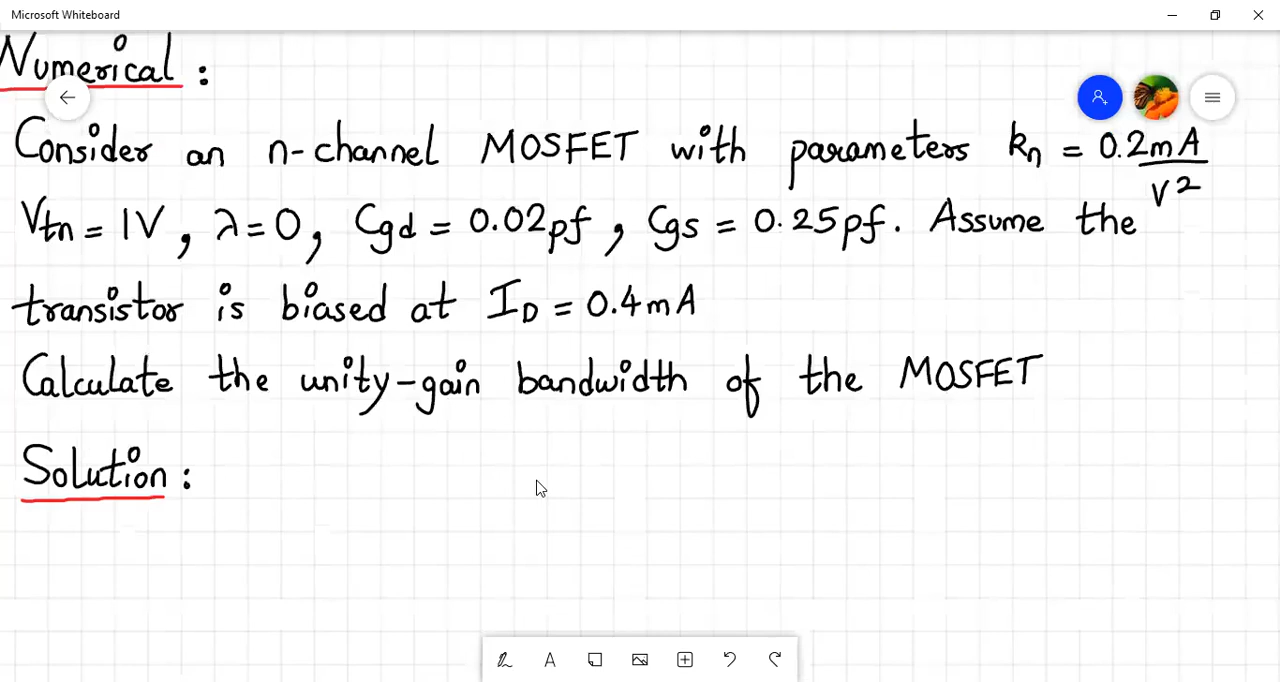 Microsoft Whiteboard
Numerical :
Consider an n-channel MOSFET with parameters kn = 0.2mA/V2
Vtn = 1V, λ=0, Cgd = 0.02pf, Cgs = 0.25pf. Assume the
transistor is biased at ID = 0.4mA
Calculate the unity-gain bandwidth of the MOSFET
Solution :